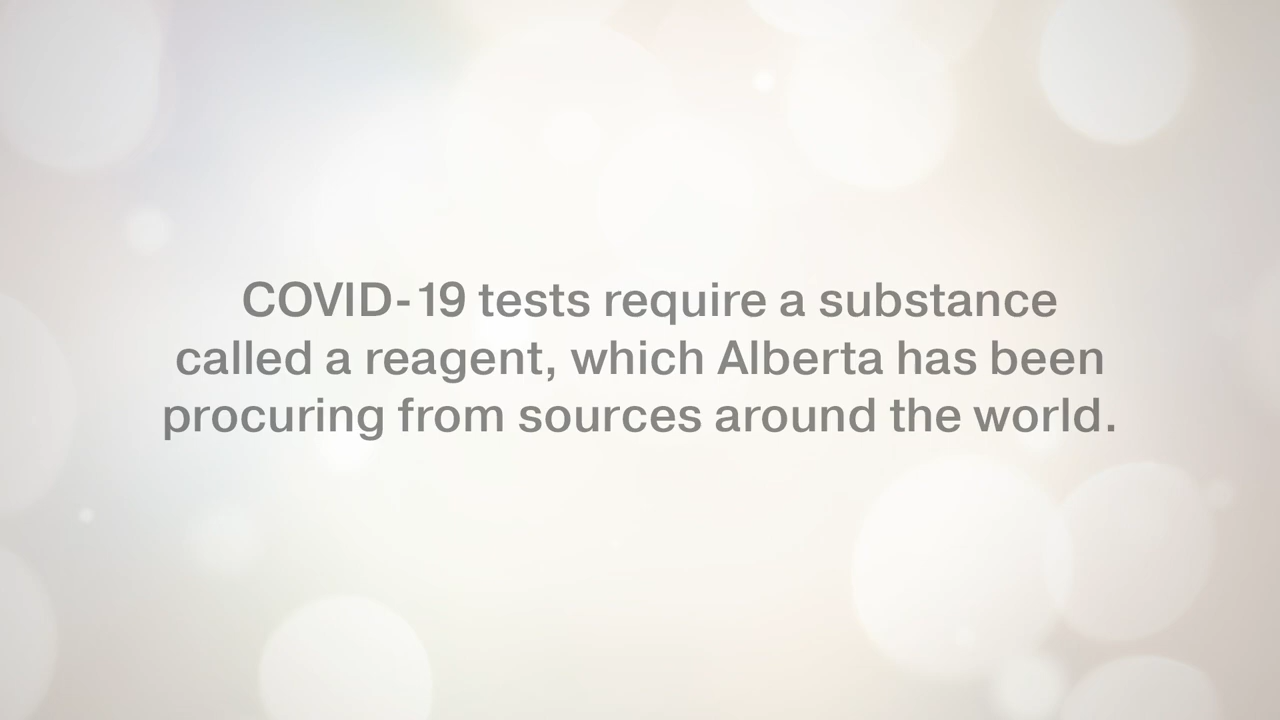 COVID-19 tests require a substance
called a reagent, which Alberta has been
procuring from sources around the world.